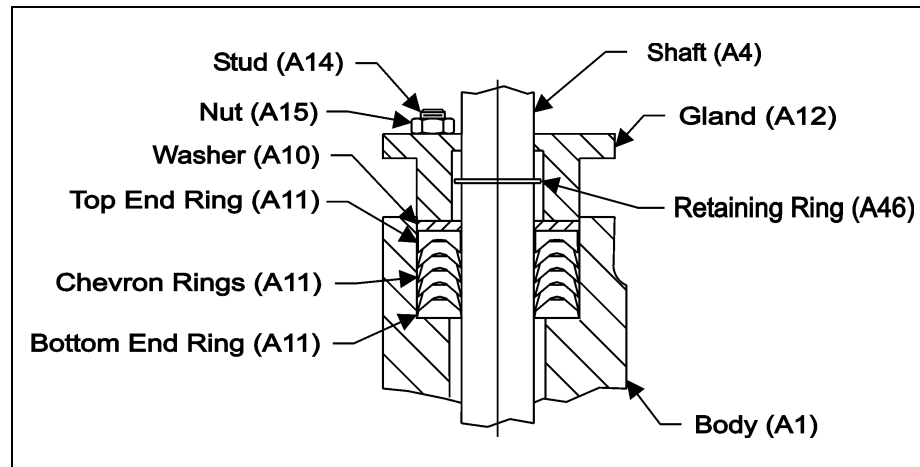 Stud (A14)
Shaft (A4)
Nut (A15)
Gland (A12)
Washer (A10)
Top End Ring (A11)
Retaining Ring (A46)
Chevron Rings (A11)
Bottom End Ring (A11)
Body (A1)